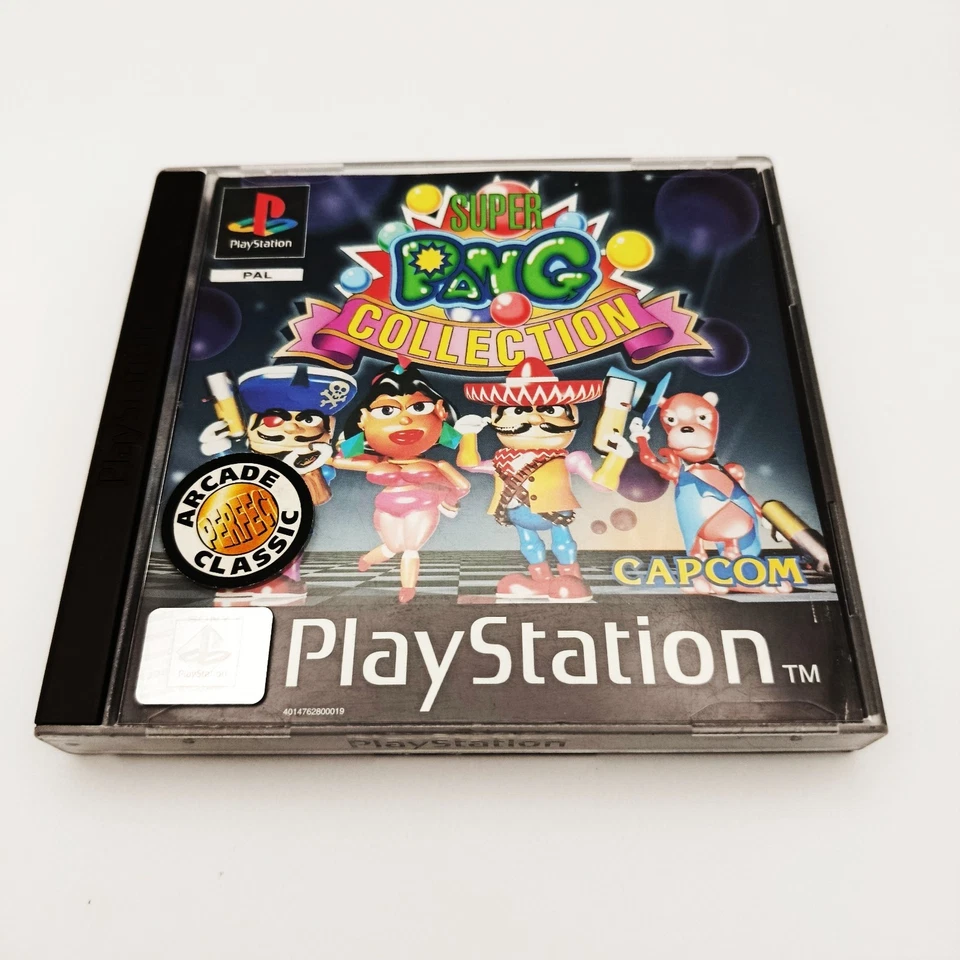 PlayStation
PAL
SUPER
PANG
COLLECTION
ARCADE
PERFECT
CLASSIC
CAPCOM
PlayStation™
4014762800019
PlayStation